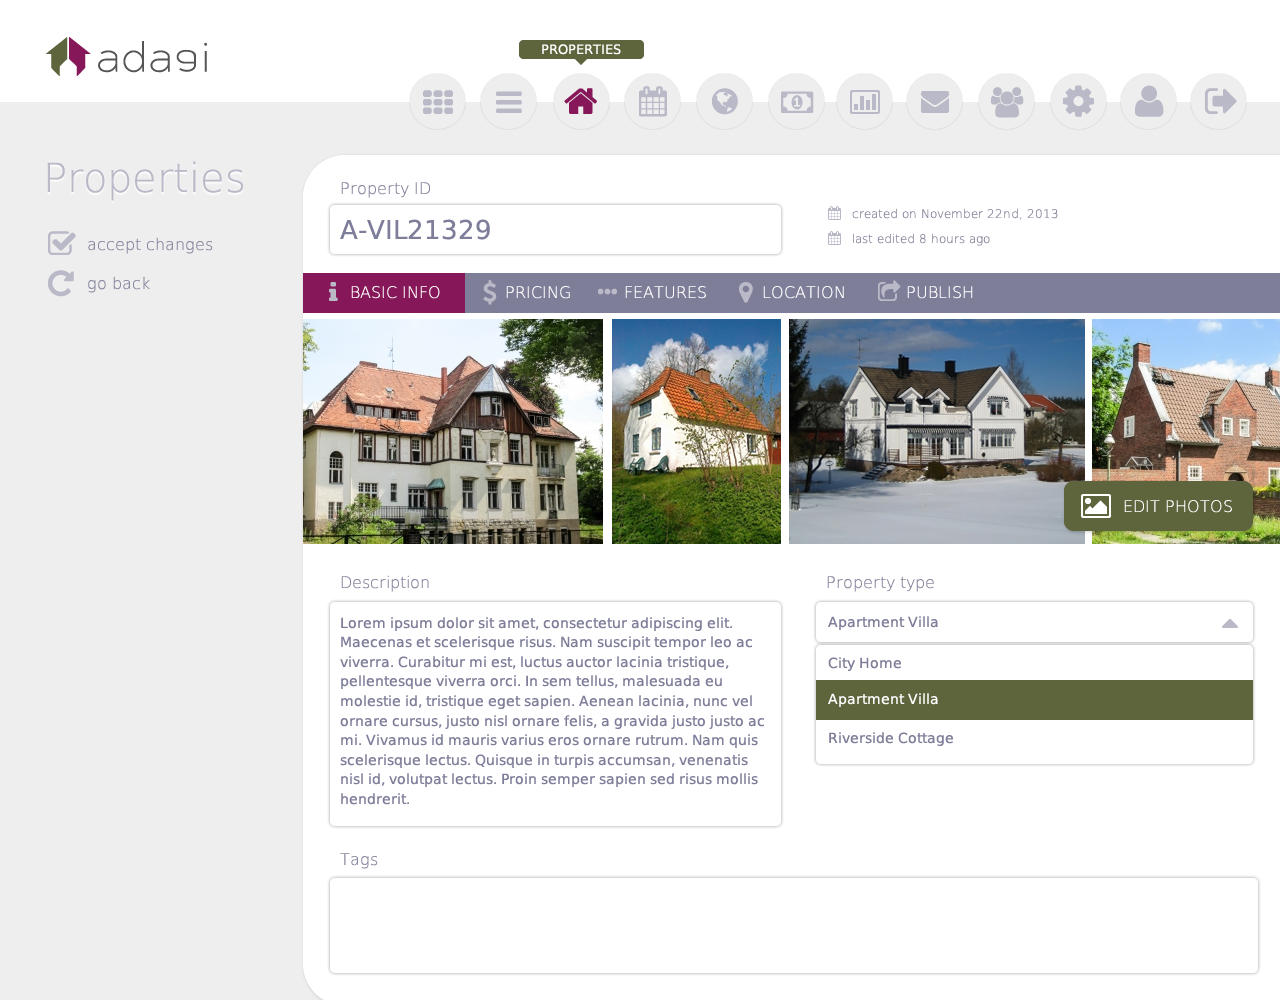 adagi
PROPERTIES
Properties
accept changes
go back
Property ID
A-VIL21329
created on November 22nd, 2013
last edited 8 hours ago
BASIC INFO
PRICING
FEATURES
LOCATION
PUBLISH
EDIT PHOTOS
Description
Lorem ipsum dolor sit amet, consectetur adipiscing elit.
Maecenas et scelerisque risus. Nam suscipit tempor leo ac
viverra. Curabitur mi est, luctus auctor lacinia tristique,
pellentesque viverra orci. In sem tellus, malesuada eu
molestie id, tristique eget sapien. Aenean lacinia, nunc vel
ornare cursus, justo nisl ornare felis, a gravida justo justo ac
mi. Vivamus id mauris varius eros ornare rutrum. Nam quis
scelerisque lectus. Quisque in turpis accumsan, venenatis
nisl id, volutpat lectus. Proin semper sapien sed risus mollis
hendrerit.
Property type
Apartment Villa
City Home
Apartment Villa
Riverside Cottage
Tags